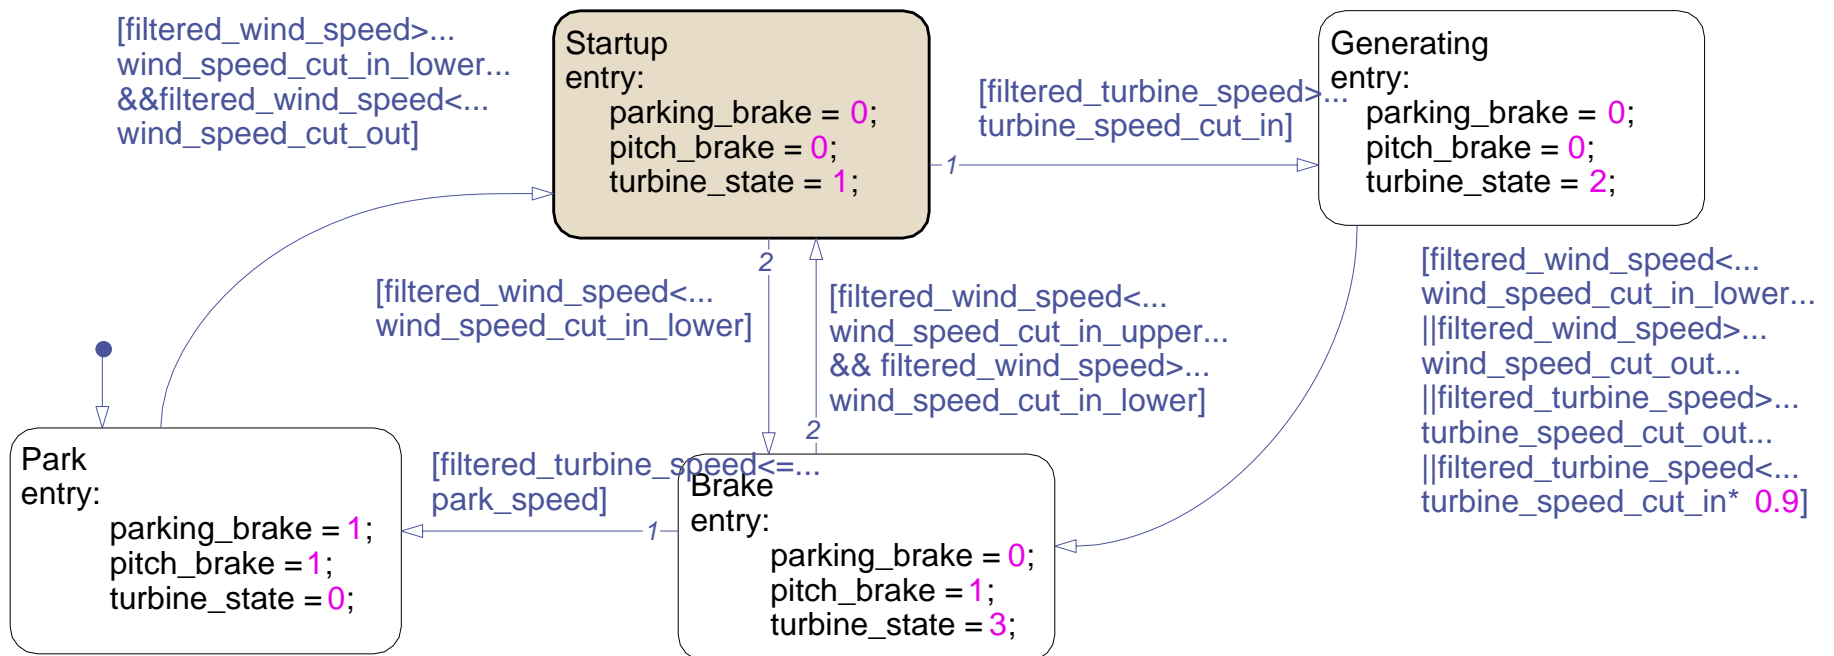 [filtered_wind_speed>...
wind_speed_cut_in_lower...
&&filtered_wind_speed<...
wind_speed_cut_out]
Startup
entry:
parking_brake = 0;
pitch_brake = 0;
turbine_state = 1;
[filtered_turbine_speed>...
turbine_speed_cut_in]
1
Generating
entry:
parking_brake = 0;
pitch_brake = 0;
turbine_state = 2;
2
[filtered_wind_speed<...
wind_speed_cut_in_lower]
[filtered_wind_speed<...
wind_speed_cut_in_upper...
&& filtered_wind_speed>...
wind_speed_cut_in_lower]
2
[filtered_wind_speed<...
wind_speed_cut_in_lower...
||filtered_wind_speed>...
wind_speed_cut_out...
||filtered_turbine_speed>...
turbine_speed_cut_out...
||filtered_turbine_speed<...
turbine_speed_cut_in* 0.9]
Park
entry:
parking_brake = 1;
pitch_brake = 1;
turbine_state = 0;
[filtered_turbine_speed<=...
park_speed]
1
Brake
entry:
parking_brake = 0;
pitch_brake = 1;
turbine_state = 3;